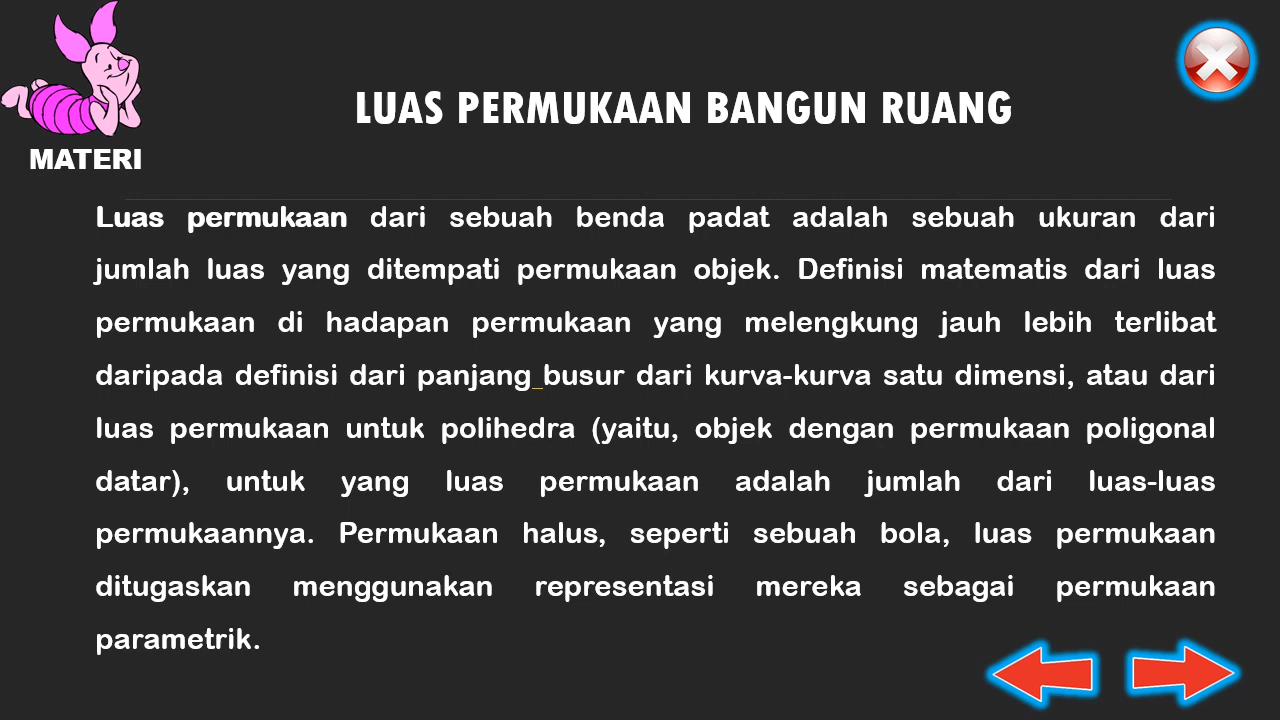 LUAS PERMUKAAN BANGUN RUANG
MATERI
Luas permukaan dari sebuah benda padat adalah sebuah ukuran dari
jumlah luas yang ditempati permukaan objek. Definisi matematis dari luas
permukaan di hadapan permukaan yang melengkung jauh lebih terlibat
daripada definisi dari panjang busur dari kurva-kurva satu dimensi, atau dari
luas permukaan untuk polihedra (yaitu, objek dengan permukaan poligonal
datar), untuk yang luas permukaan adalah jumlah dari luas-luas
permukaannya. Permukaan halus, seperti sebuah bola, luas permukaan
ditugaskan menggunakan representasi mereka sebagai permukaan
parametrik.